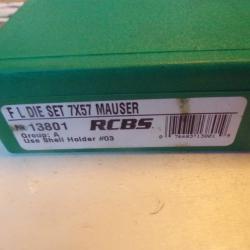 F L DIE SET 7X57 MAUSER
13801 RCBS
Group: A
Use Shell Holder #03